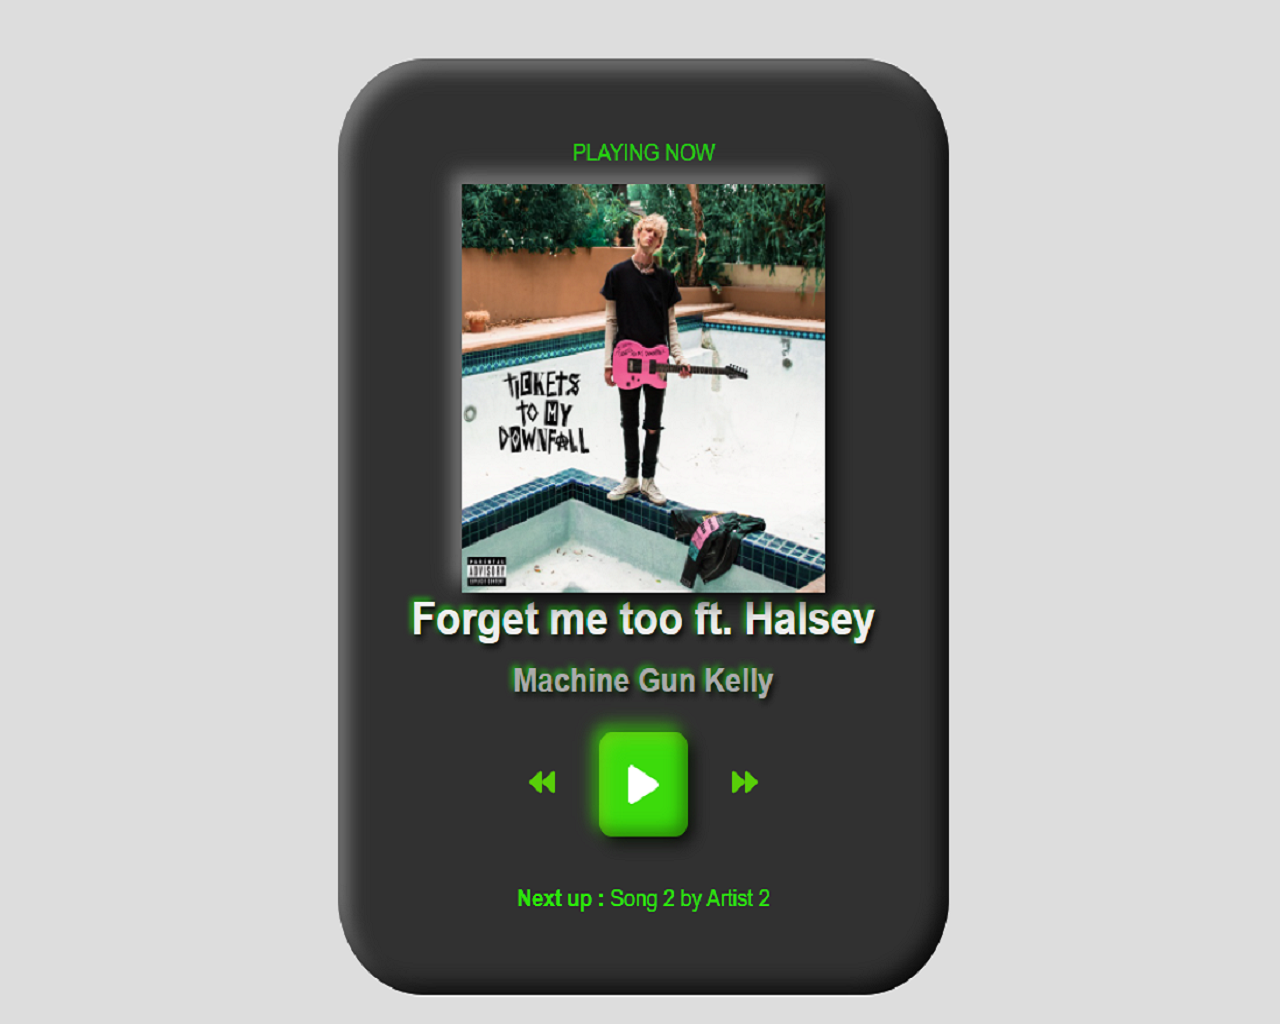 PLAYING NOW
TICKETS
TO MY
DOWNFALL
PARENTAL
ADVISORY
EXPLICIT CONTENT
Forget me too ft. Halsey
Machine Gun Kelly
Next up : Song 2 by Artist 2